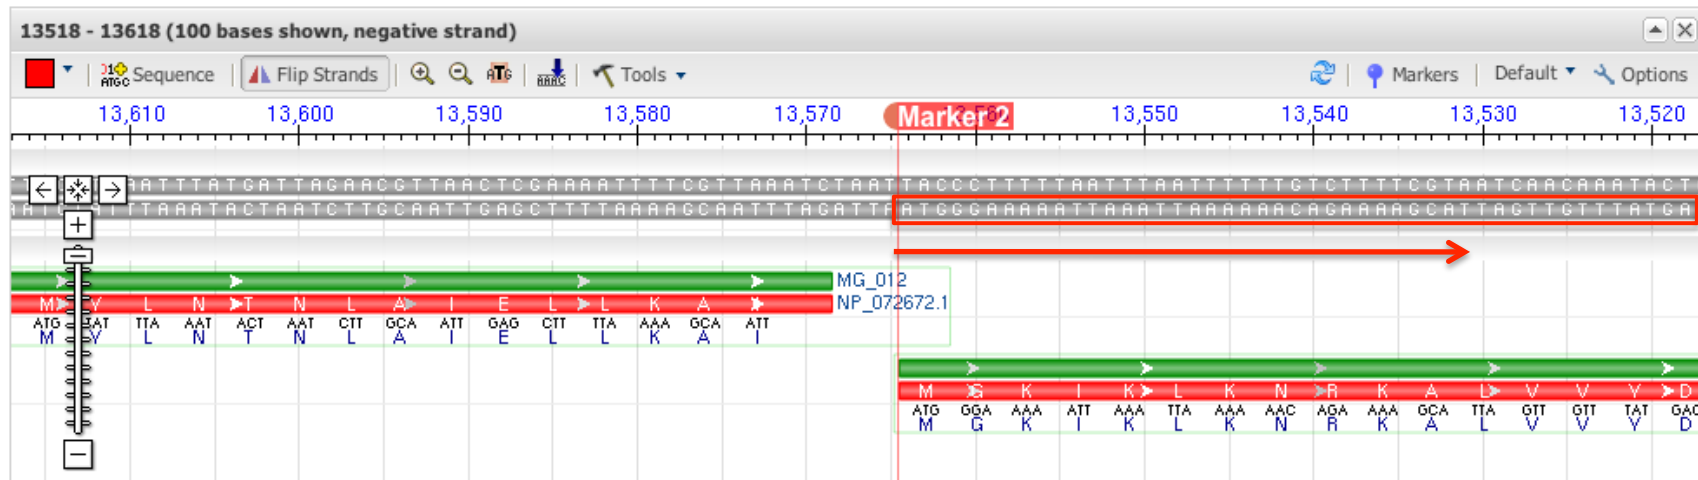 13518 - 13618 (100 bases shown, negative strand)
Sequence Flip Strands Tools Markers Default Options
13,610 13,600 13,590 13,580 13,570 Marker 2 13,550 13,540 13,530 13,520
AATTTATGATTAGAACGTTAACTCGAAAATTTTCGTTAAATCTAATTACCCTTTTTAATTTAATTTTTTGTCTTTTCGTAATCAACAAATACT
TTAAATACTAATCTTGCAATTGAGCTTTTAAAAGCAATTTAGATTAATGGGAAAAATTAAATTAAAAAACAGAAAAGCATTAGTTGTTTATGA
MG_012
M V L N T N L A I E L L K A I NP_072672.1
ATG GAT TTA AAT ACT AAT CTT GCA ATT GAG CTT TTA AAA GCA ATT
M V L N T N L A I E L L K A I
M G K I K L K N R K A L V V Y D
ATG GGA AAA ATT AAA TTA AAA AAC AGA AAA GCA TTA GTT GTT TAT GAC
M G K I K L K N R K A L V V Y D